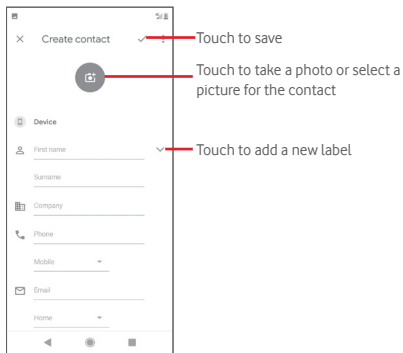 Create contact
Touch to save
Touch to take a photo or select a
picture for the contact
Device
First name
Touch to add a new label
Surname
Company
Phone
Mobile
Email
Home